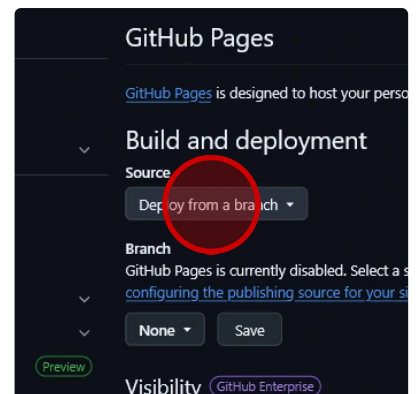 GitHub Pages
GitHub Pages is designed to host your perso
Build and deployment
Source
Deploy from a branch
Branch
GitHub Pages is currently disabled. Select a s
configuring the publishing source for your si
None
Save
Preview
Visibility GitHub Enterprise